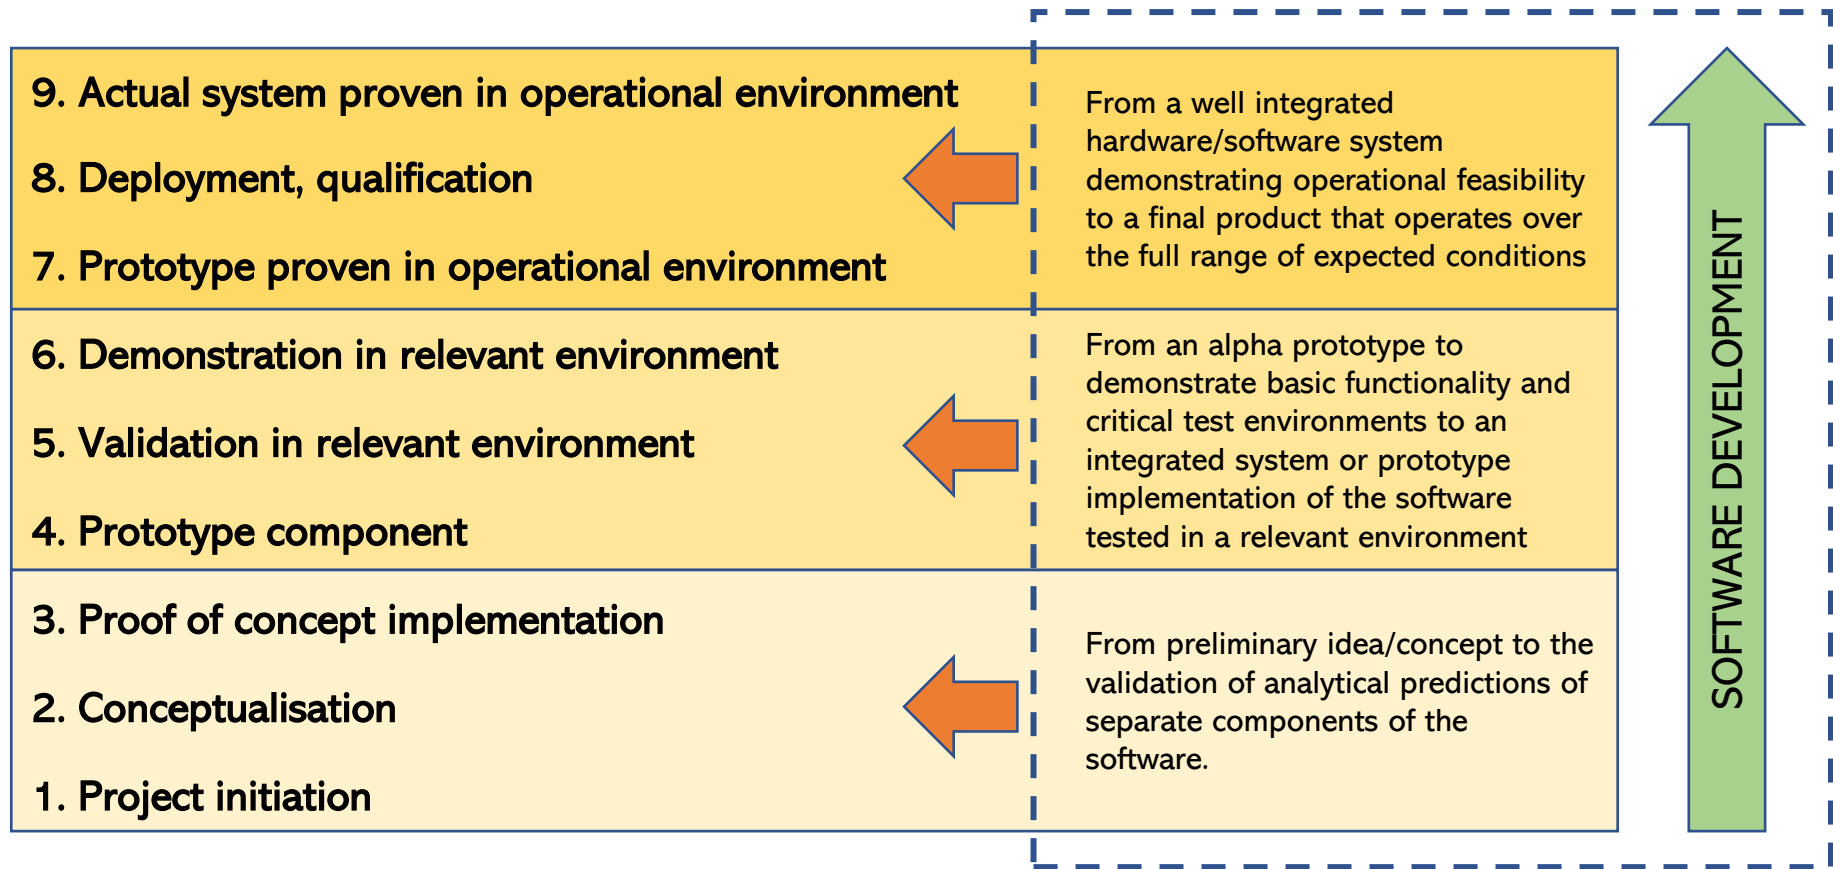 9. Actual system proven in operational environment
8. Deployment, qualification
7. Prototype proven in operational environment
From a well integrated
hardware/software system
demonstrating operational feasibility
to a final product that operates over
the full range of expected conditions
6. Demonstration in relevant environment
5. Validation in relevant environment
4. Prototype component
From an alpha prototype to
demonstrate basic functionality and
critical test environments to an
integrated system or prototype
implementation of the software
tested in a relevant environment
3. Proof of concept implementation
2. Conceptualisation
1. Project initiation
From preliminary idea/concept to the
validation of analytical predictions of
separate components of the
software.
SOFTWARE DEVELOPMENT